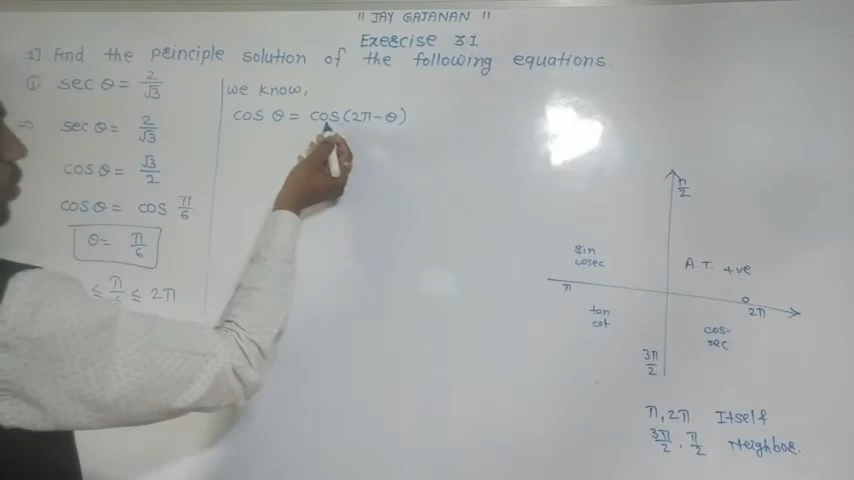 ॥ JAY GAJANAN ॥
Exercise 3.1
1] Find the principle solution of the following equations.
① sec θ = 2/√3
⇒ sec θ = 2/√3
cos θ = √3/2
cos θ = cos π/6
θ = π/6
≤ π/6 ≤ 2π
we know,
cos θ = cos (2π - θ)
π/2
sin
cosec
A.T. +ve
π
0
2π
tan
cot
cos
sec
3π/2
π, 2π Itself
3π/2, π/2 Neighbor.